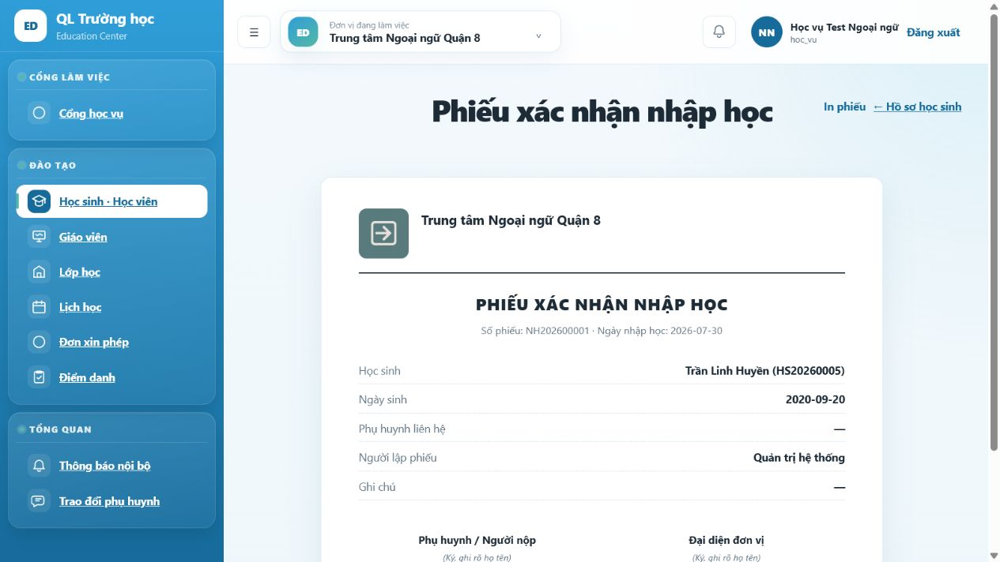 ED
QL Trường học
Education Center
CỔNG LÀM VIỆC
Cổng học vụ
ĐÀO TẠO
Học sinh · Học viên
Giáo viên
Lớp học
Lịch học
Đơn xin phép
Điểm danh
TỔNG QUAN
Thông báo nội bộ
Trao đổi phụ huynh
☰
ED
Đơn vị đang làm việc
Trung tâm Ngoại ngữ Quận 8
NN
Học vụ Test Ngoại ngữ
hoc_vu
Đăng xuất
Phiếu xác nhận nhập học
In phiếu ← Hồ sơ học sinh
Trung tâm Ngoại ngữ Quận 8
PHIẾU XÁC NHẬN NHẬP HỌC
Số phiếu: NH202600001 · Ngày nhập học: 2026-07-30
Học sinh Trần Linh Huyền (HS20260005)
Ngày sinh 2020-09-20
Phụ huynh liên hệ —
Người lập phiếu Quản trị hệ thống
Ghi chú —
Phụ huynh / Người nộp Đại diện đơn vị
(Ký, ghi rõ họ tên) (Ký, ghi rõ họ tên)